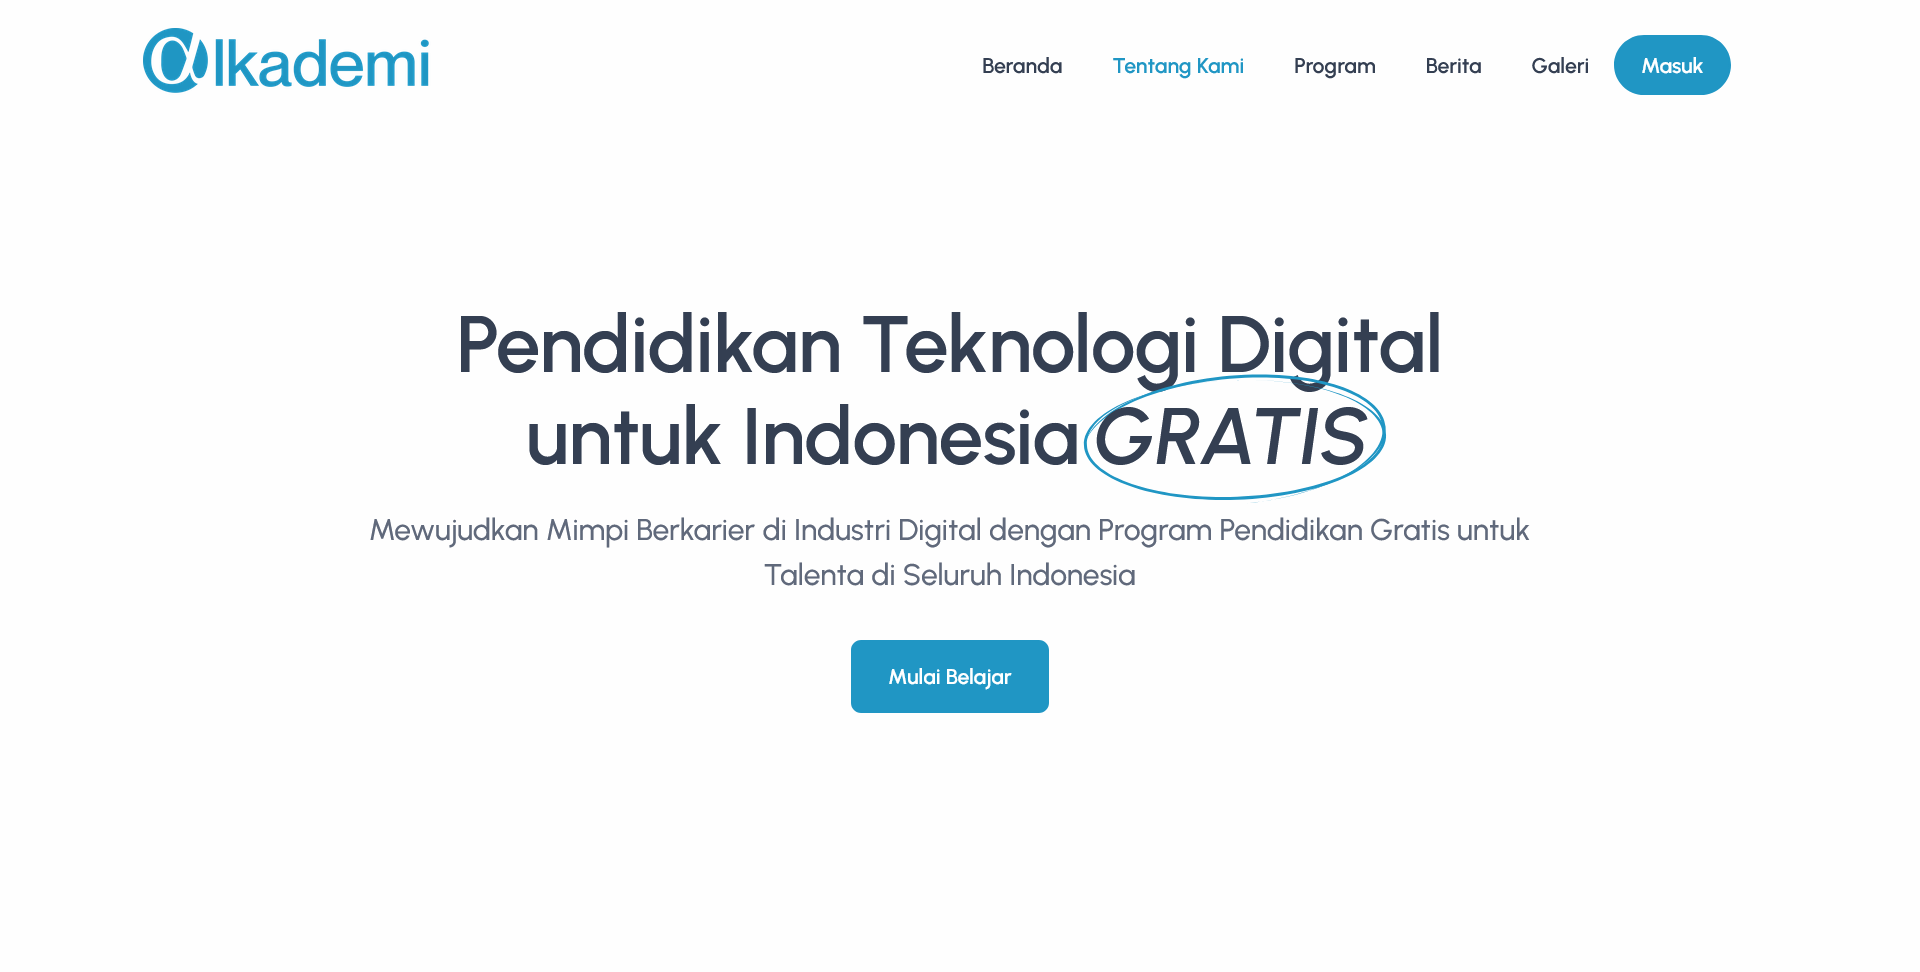 αlkademi
Beranda
Tentang Kami
Program
Berita
Galeri
Masuk
Pendidikan Teknologi Digital
untuk Indonesia GRATIS
Mewujudkan Mimpi Berkarier di Industri Digital dengan Program Pendidikan Gratis untuk
Talenta di Seluruh Indonesia
Mulai Belajar